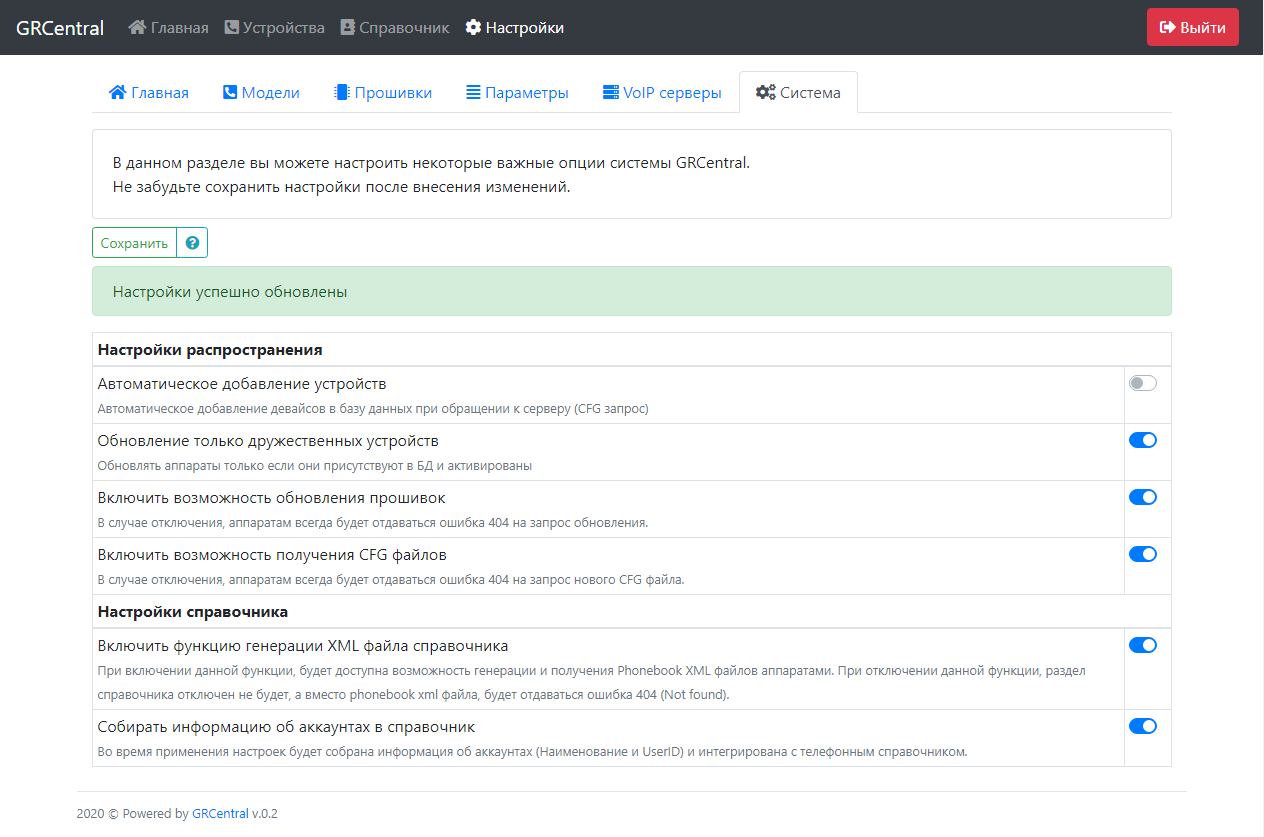 GRCentral Главная Устройства Справочник Настройки Выйти
Главная Модели Прошивки Параметры VoIP серверы Система
В данном разделе вы можете настроить некоторые важные опции системы GRCentral.
Не забудьте сохранить настройки после внесения изменений.
Сохранить ?
Настройки успешно обновлены
Настройки распространения
Автоматическое добавление устройств
Автоматическое добавление девайсов в базу данных при обращении к серверу (CFG запрос)
Обновление только дружественных устройств
Обновлять аппараты только если они присутствуют в БД и активированы
Включить возможность обновления прошивок
В случае отключения, аппаратам всегда будет отдаваться ошибка 404 на запрос обновления.
Включить возможность получения CFG файлов
В случае отключения, аппаратам всегда будет отдаваться ошибка 404 на запрос нового CFG файла.
Настройки справочника
Включить функцию генерации XML файла справочника
При включении данной функции, будет доступна возможность генерации и получения Phonebook XML файлов аппаратами. При отключении данной функции, раздел
справочника отключен не будет, а вместо phonebook xml файла, будет отдаваться ошибка 404 (Not found).
Собирать информацию об аккаунтах в справочник
Во время применения настроек будет собрана информация об аккаунтах (Наименование и UserID) и интегрирована с телефонным справочником.
2020 © Powered by GRCentral v.0.2